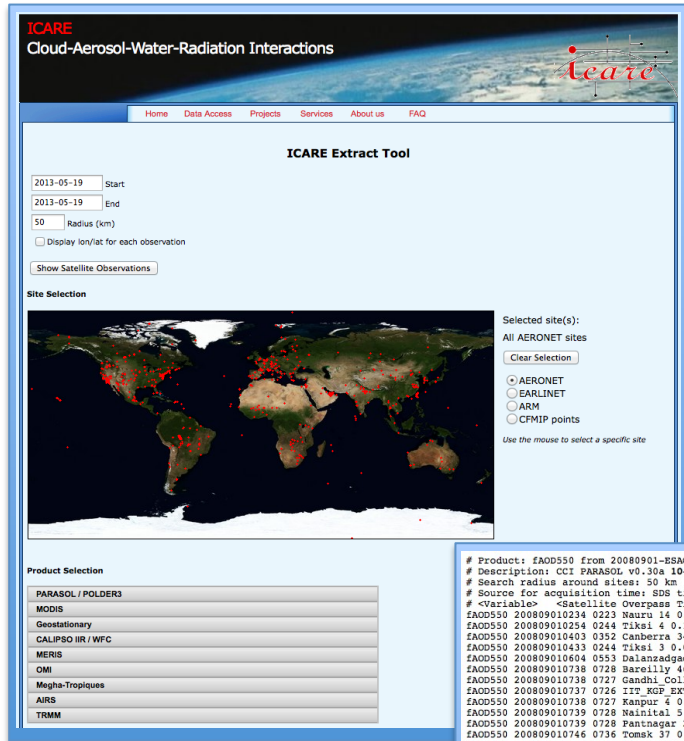 ICARE
Cloud-Aerosol-Water-Radiation Interactions
icare
Home Data Access Projects Services About us FAQ
ICARE Extract Tool
2013-05-19 Start
2013-05-19 End
50 Radius (km)
Display lon/lat for each observation
Show Satellite Observations
Site Selection
Selected site(s):
All AERONET sites
Clear Selection
AERONET
EARLINET
ARM
CFMIP points
Use the mouse to select a specific site
Product Selection
PARASOL / POLDER3
MODIS
Geostationary
CALIPSO IIR / WFC
MERIS
OMI
Megha-Tropiques
AIRS
TRMM
# Product: fAOD550 from 20080901-ESA
# Description: CCI PARASOL v0.30a 10
# Search radius around sites: 50 km
# Source for acquisition time: SDS
# <Variable> <Satellite Overpass
fAOD550 200809010234 0223 Nauru 14
fAOD550 200809010254 0244 Tiksi 4
fAOD550 200809010403 0352 Canberra
fAOD550 200809010433 0244 Tiksi 3
fAOD550 200809010604 0553
fAOD550 200809010738 0728 Bareilly
fAOD550 200809010738 0727
fAOD550 200809010737 0726
fAOD550 200809010738 0727 Kanpur 4
fAOD550 200809010739 0728 Nainital
fAOD550 200809010739 0728 Pantnagar
fAOD550 200809010746 0736 Tomsk 37